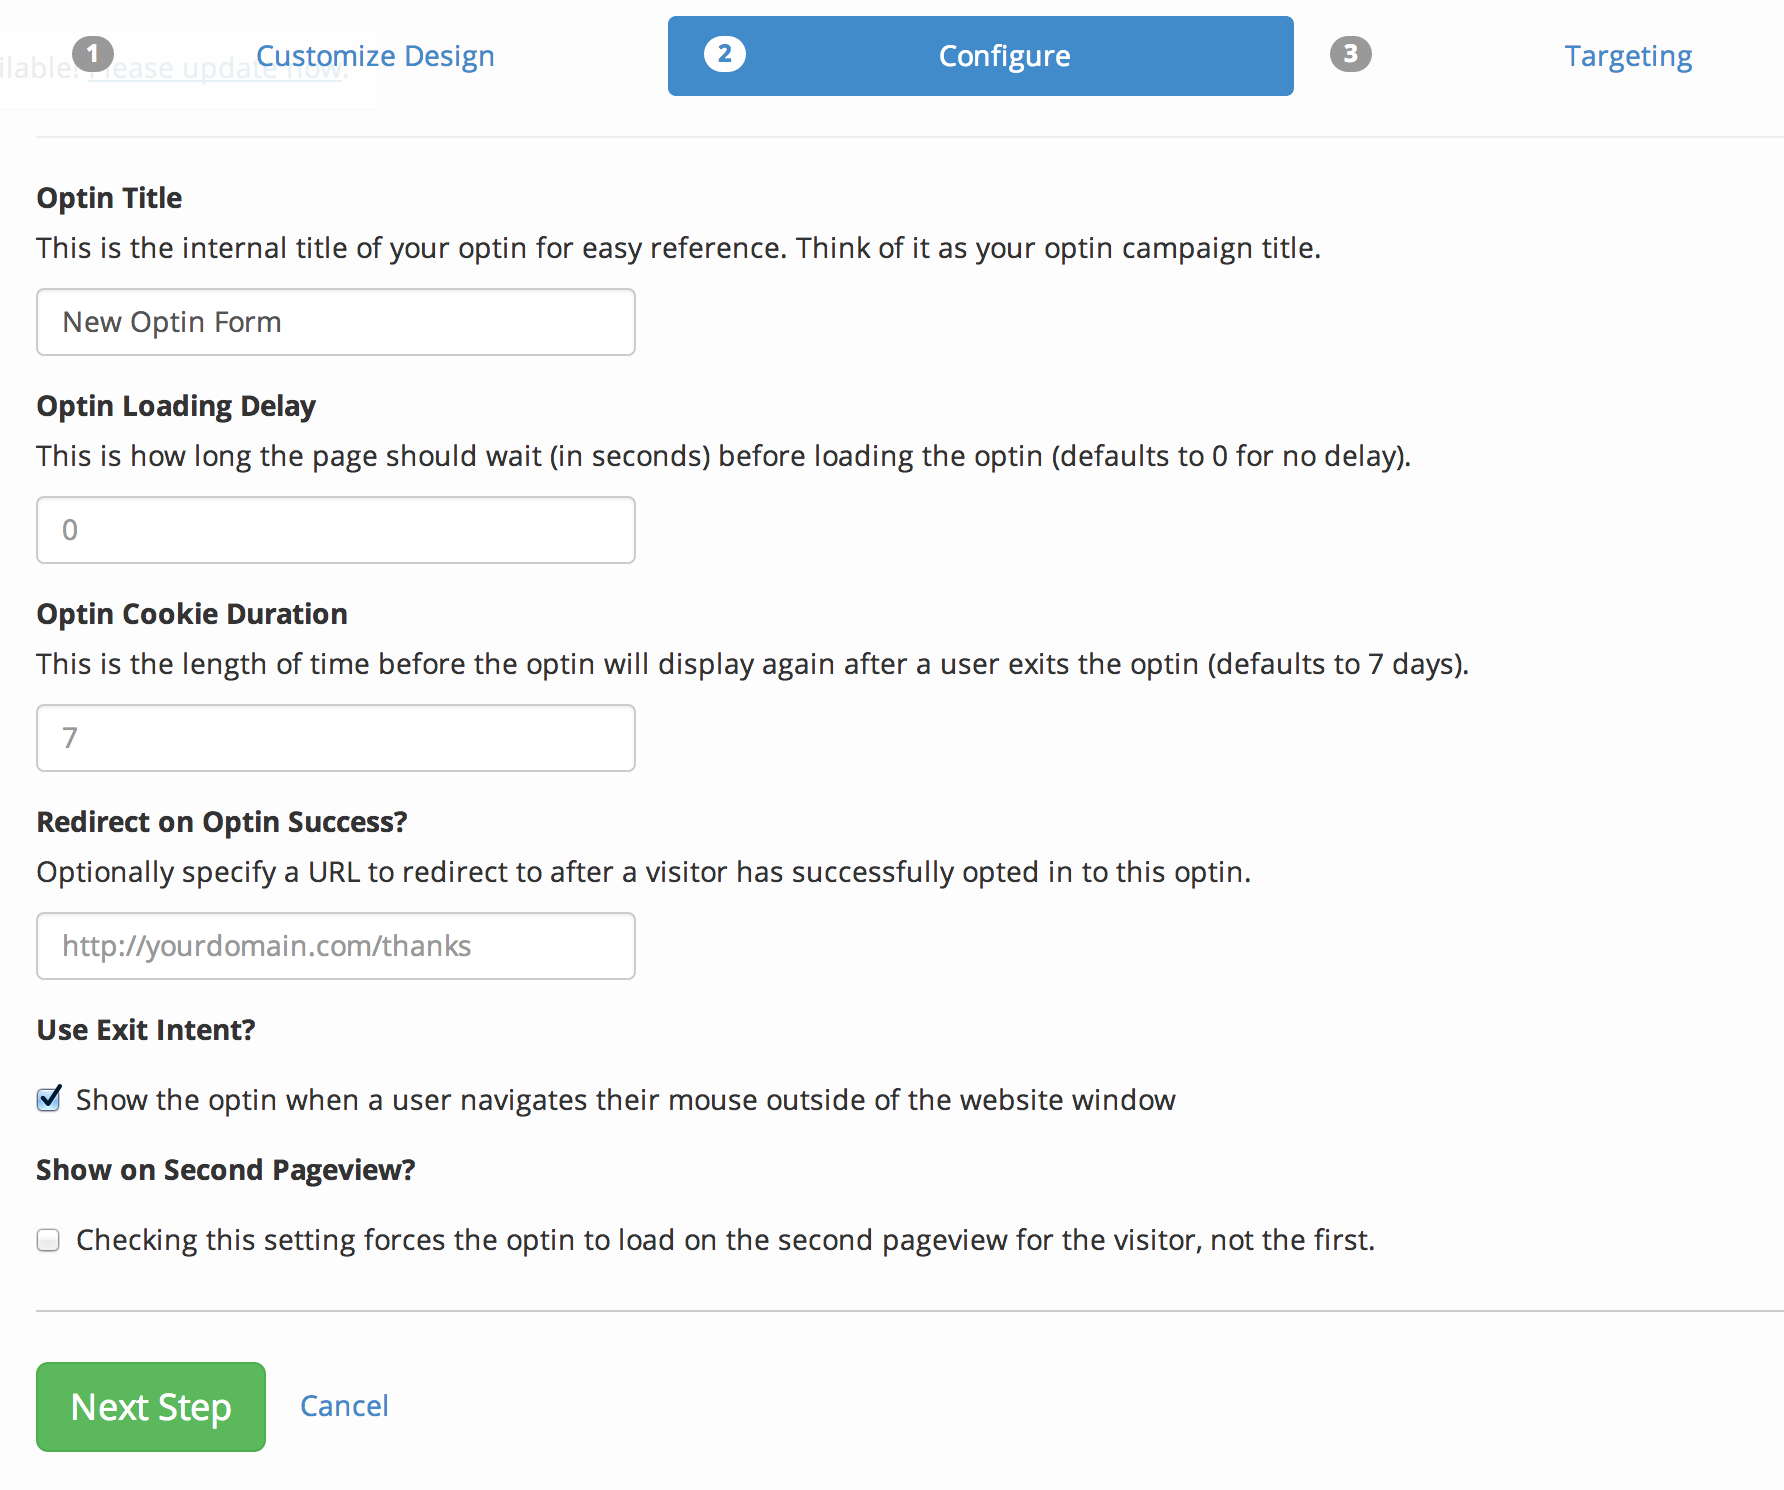 1 Customize Design 2 Configure 3 Targeting
ilable! Please update now.
Optin Title
This is the internal title of your optin for easy reference. Think of it as your optin campaign title.
New Optin Form
Optin Loading Delay
This is how long the page should wait (in seconds) before loading the optin (defaults to 0 for no delay).
0
Optin Cookie Duration
This is the length of time before the optin will display again after a user exits the optin (defaults to 7 days).
7
Redirect on Optin Success?
Optionally specify a URL to redirect to after a visitor has successfully opted in to this optin.
http://yourdomain.com/thanks
Use Exit Intent?
Show the optin when a user navigates their mouse outside of the website window
Show on Second Pageview?
Checking this setting forces the optin to load on the second pageview for the visitor, not the first.
Next Step Cancel